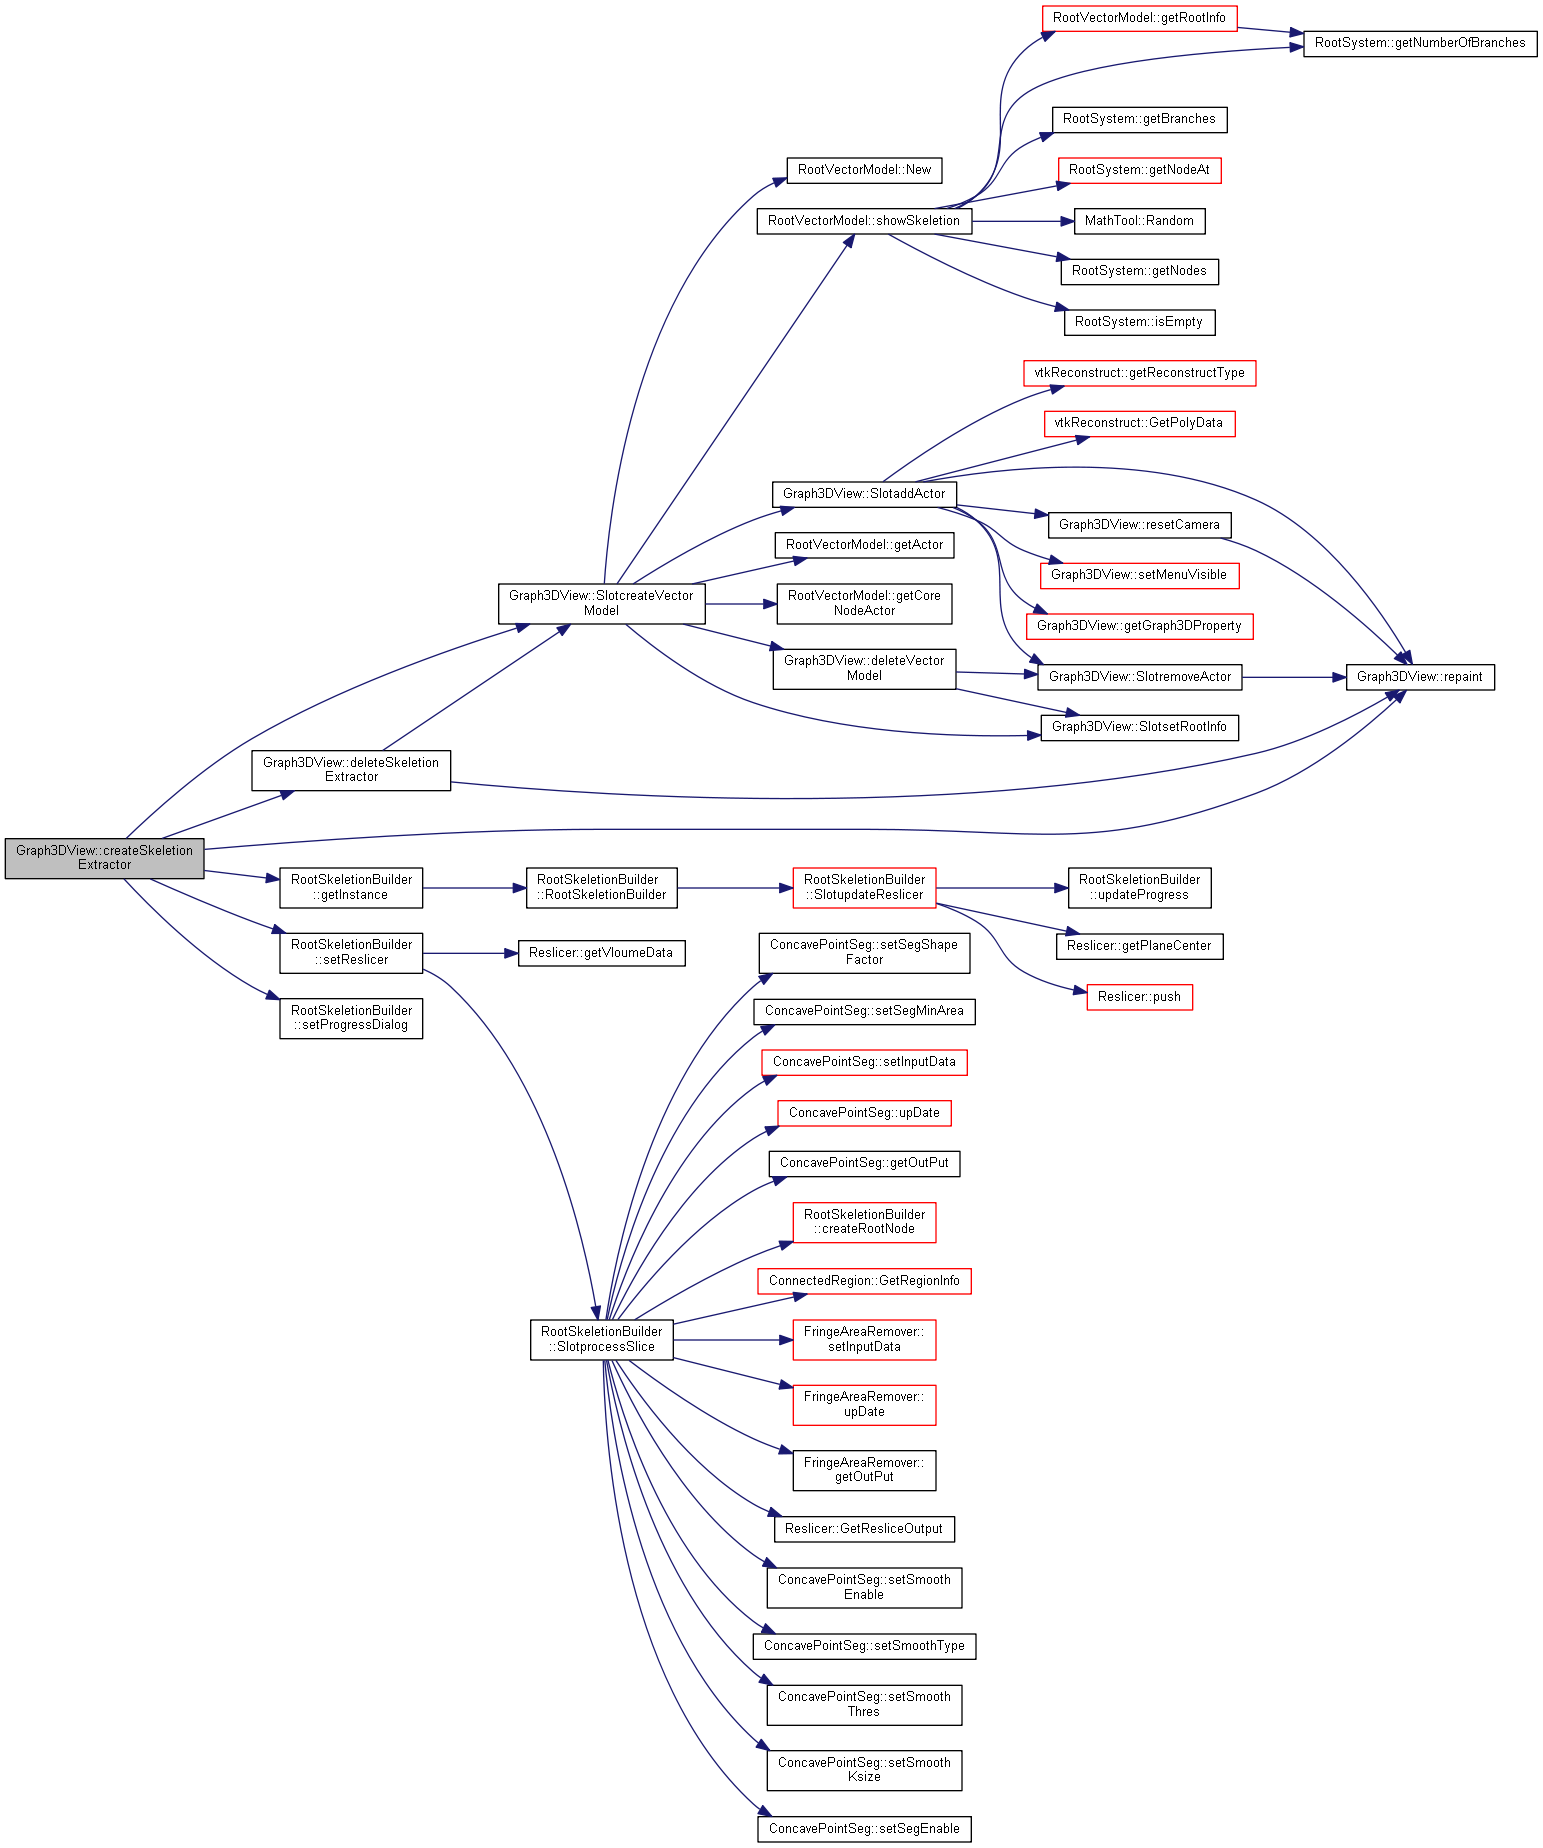 RootVectorModel::getRootInfo
RootSystem::getNumberOfBranches
RootSystem::getBranches
RootVectorModel::New
RootSystem::getNodeAt
RootVectorModel::showSkeletion
MathTool::Random
RootSystem::getNodes
RootSystem::isEmpty
vtkReconstruct::getReconstructType
vtkReconstruct::GetPolyData
Graph3DView::SlotaddActor
Graph3DView::resetCamera
RootVectorModel::getActor
Graph3DView::setMenuVisible
Graph3DView::SlotcreateVector
Model
RootVectorModel::getCore
NodeActor
Graph3DView::getGraph3DProperty
Graph3DView::deleteVector
Model
Graph3DView::SlotremoveActor
Graph3DView::repaint
Graph3DView::SlotsetRootInfo
Graph3DView::deleteSkeletion
Extractor
Graph3DView::createSkeletion
Extractor
RootSkeletionBuilder
::getInstance
RootSkeletionBuilder
::RootSkeletionBuilder
RootSkeletionBuilder
::SlotupdateReslicer
RootSkeletionBuilder
::updateProgress
RootSkeletionBuilder
::setReslicer
Reslicer::getVloumeData
ConcavePointSeg::setSegShape
Factor
Reslicer::getPlaneCenter
Reslicer::push
RootSkeletionBuilder
::setProgressDialog
ConcavePointSeg::setSegMinArea
ConcavePointSeg::setInputData
ConcavePointSeg::upDate
ConcavePointSeg::getOutPut
RootSkeletionBuilder
::createRootNode
ConnectedRegion::GetRegionInfo
RootSkeletionBuilder
::SlotprocessSlice
FringeAreaRemover::
setInputData
FringeAreaRemover::
upDate
FringeAreaRemover::
getOutPut
Reslicer::GetResliceOutput
ConcavePointSeg::setSmooth
Enable
ConcavePointSeg::setSmoothType
ConcavePointSeg::setSmooth
Thres
ConcavePointSeg::setSmooth
Ksize
ConcavePointSeg::setSegEnable